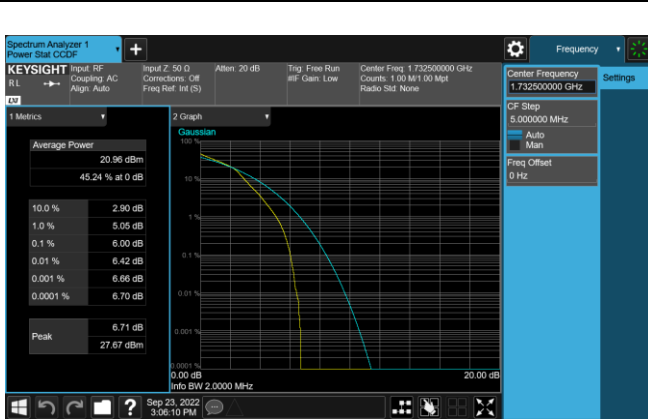 Spectrum Analyzer 1
Power Stat CCDF
Frequency
KEYSIGHT
RL
LXI
Input: RF
Coupling: AC
Align: Auto
Input Z: 50 Ω
Corrections: Off
Freq Ref: Int (S)
Atten: 20 dB
Trig: Free Run
#IF Gain: Low
Center Freq: 1.732500000 GHz
Counts: 1.00 M/1.00 Mpt
Radio Std: None
Center Frequency
1.732500000 GHz
Settings
CF Step
5.000000 MHz
Auto
Man
Freq Offset
0 Hz
1 Metrics
Average Power
20.96 dBm
45.24 % at 0 dB
10.0 % 2.90 dB
1.0 % 5.05 dB
0.1 % 6.00 dB
0.01 % 6.42 dB
0.001 % 6.66 dB
0.0001 % 6.70 dB
Peak
6.71 dB
27.67 dBm
2 Graph
Gaussian
100 %
10 %
1 %
0.1 %
0.01 %
0.001 %
0.0001 %
0.00 dB 20.00 dB
Info BW 2.0000 MHz
?
Sep 23, 2022
3:06:10 PM